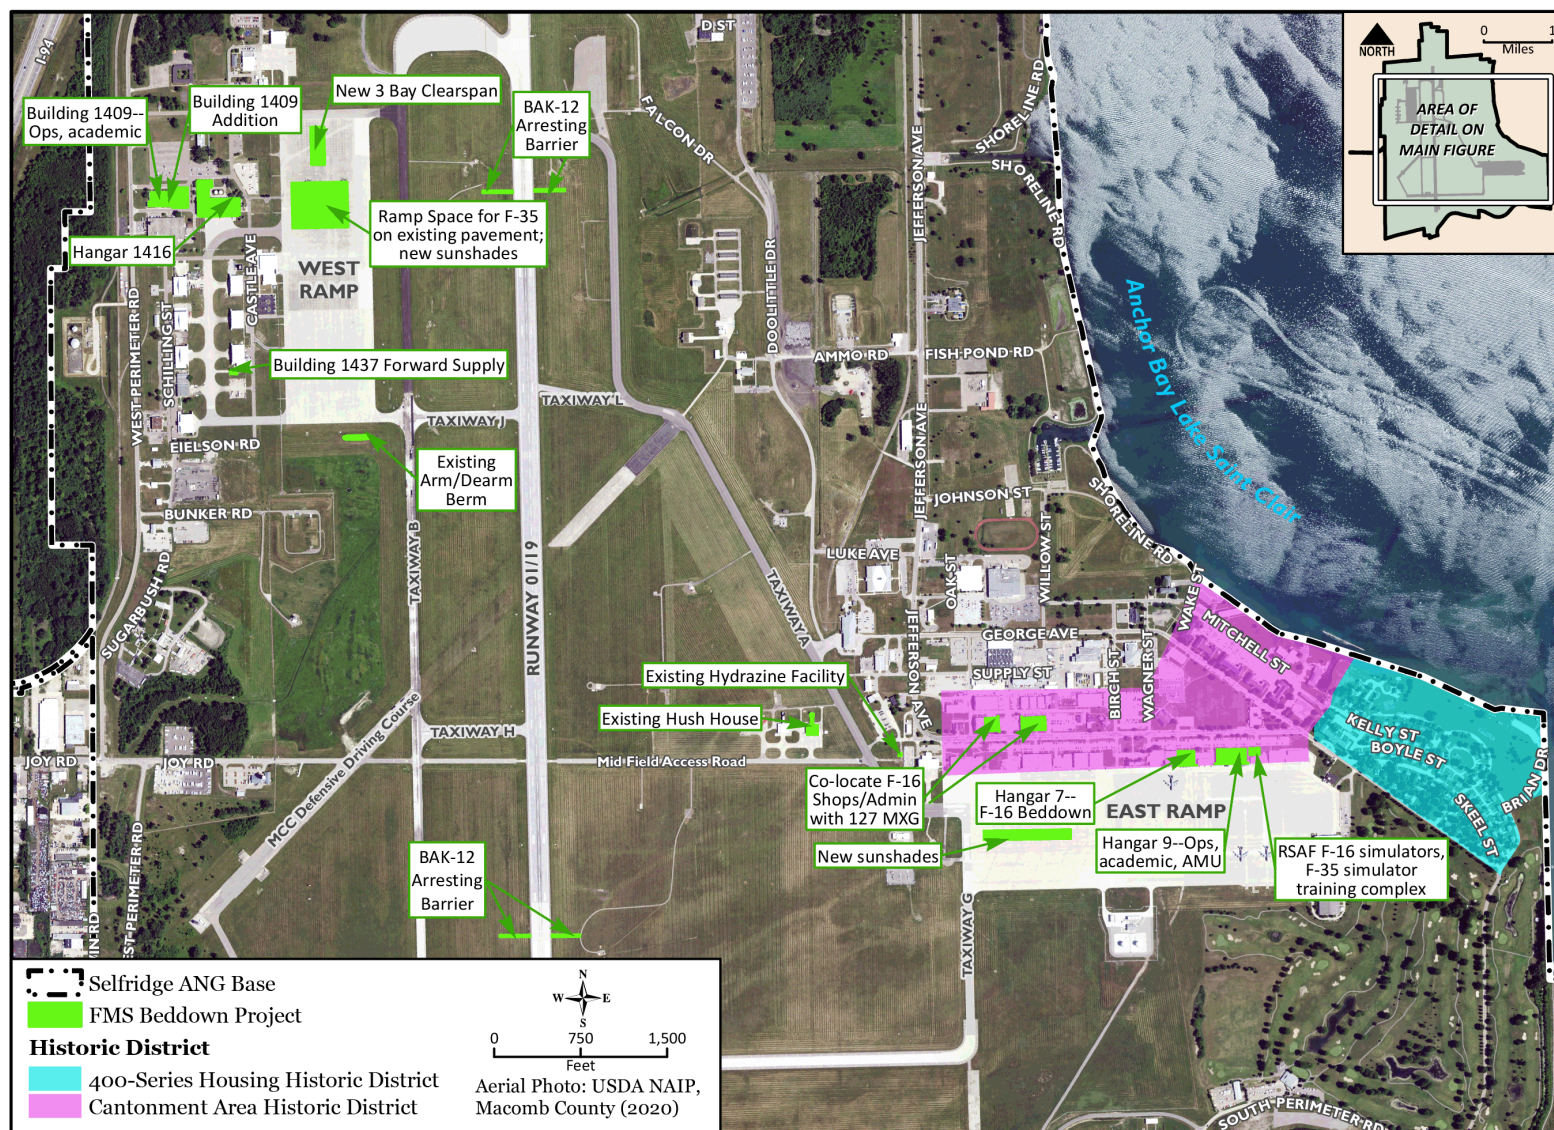 I-94
D ST
NORTH
0 1
Miles
AREA OF
DETAIL ON
MAIN FIGURE
New 3 Bay Clearspan
Building 1409--
Ops, academic
Building 1409
Addition
BAK-12
Arresting
Barrier
FALCON DR
JEFFERSON AVE
SHORELINE RD
SHORELINE RD
Hangar 1416
Ramp Space for F-35
on existing pavement;
new sunshades
WEST
RAMP
CASTLE AVE
SCHILLING ST
WEST PERIMETER RD
DOOLITTLE DR
Anchor Bay Lake Saint Clair
Building 1437 Forward Supply
AMMO RD
FISH POND RD
TAXIWAY J
TAXIWAY L
EIELSON RD
JEFFERSON AVE
Existing
Arm/Dearm
Berm
BUNKER RD
JOHNSON ST
SHORELINE RD
TAXIWAY B
RUNWAY 01/19
LUKE AVE
OAK ST
WILLOW ST
TAXIWAY A
SUGARBUSH RD
WAKE ST
MITCHELL ST
GEORGE AVE
SUPPLY ST
BIRCH ST
WAGNER ST
JEFFERSON AVE
Existing Hydrazine Facility
Existing Hush House
TAXIWAY H
KELLY ST
BOYLE ST
SKEEL ST
BRIAN DR
JOY RD
JOY RD
Mid Field Access Road
MCC Defensive Driving Course
Co-locate F-16
Shops/Admin
with 127 MXG
Hangar 7--
F-16 Beddown
EAST RAMP
New sunshades
Hangar 9--Ops,
academic, AMU
RSAF F-16 simulators,
F-35 simulator
training complex
BAK-12
Arresting
Barrier
IN RD
EST PERIMETER RD
TAXIWAY G
SOUTH PERIMETER RD
Selfridge ANG Base
FMS Beddown Project
Historic District
400-Series Housing Historic District
Cantonment Area Historic District
N
W E
S
0 750 1,500
Feet
Aerial Photo: USDA NAIP,
Macomb County (2020)